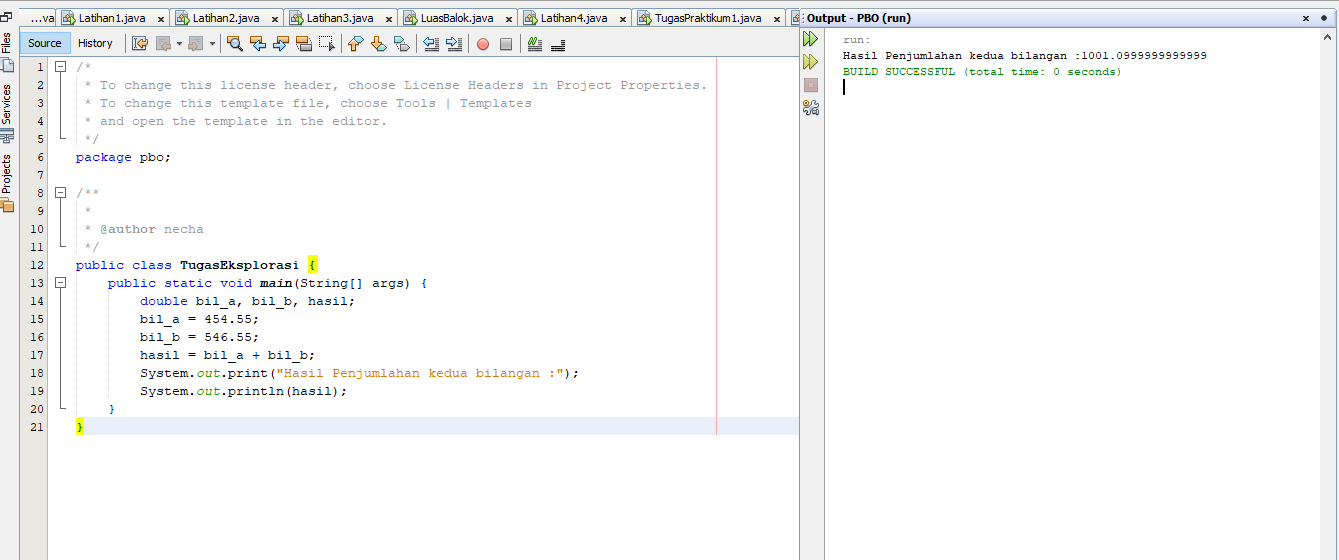 ...va Latihan1.java Latihan2.java Latihan3.java LuasBalok.java Latihan4.java TugasPraktikum1.java
Source History
Files
Services
Projects
1 /*
2 * To change this license header, choose License Headers in Project Properties.
3 * To change this template file, choose Tools | Templates
4 * and open the template in the editor.
5 */
6 package pbo;
7
8 /**
9 *
10 * @author necha
11 */
12 public class TugasEksplorasi {
13 public static void main(String[] args) {
14 double bil_a, bil_b, hasil;
15 bil_a = 454.55;
16 bil_b = 546.55;
17 hasil = bil_a + bil_b;
18 System.out.print("Hasil Penjumlahan kedua bilangan :");
19 System.out.println(hasil);
20 }
21 }
Output - PBO (run)
run:
Hasil Penjumlahan kedua bilangan :1001.0999999999999
BUILD SUCCESSFUL (total time: 0 seconds)